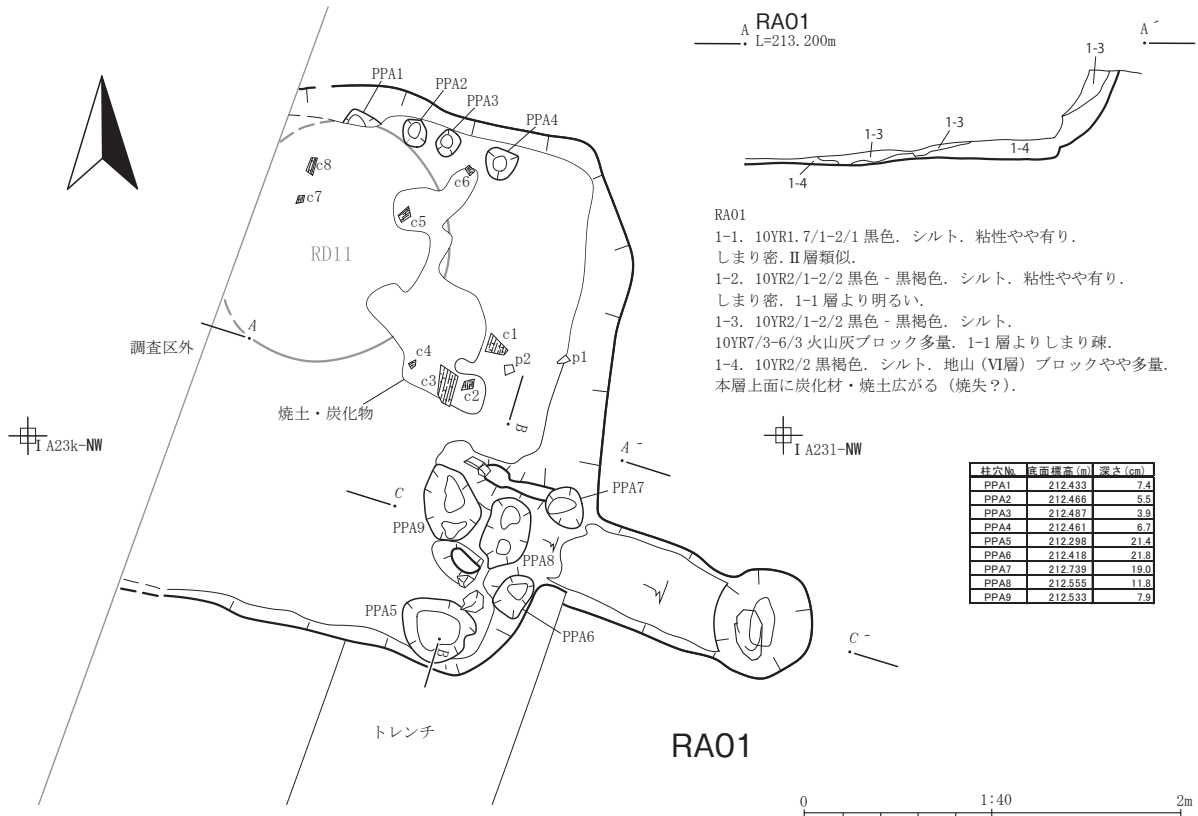 A RA01 A´
L=213.200m
1-3
1-3
1-3
1-4
1-4
PPA1
PPA2
PPA3
PPA4
c8
c7
c6
c5
RD11
A
調査区外
c1
p2
p1
c4
c3
c2
焼土・炭化物
B
I A23k-NW
A´
C
PPA7
PPA9
PPA8
PPA5
PPA6
B´
C´
トレンチ
RA01
RA01
1-1. 10YR1.7/1-2/1 黒色. シルト. 粘性やや有り.
しまり密. Ⅱ層類似.
1-2. 10YR2/1-2/2 黒色 - 黒褐色. シルト. 粘性やや有り.
しまり密. 1-1 層より明るい.
1-3. 10YR2/1-2/2 黒色 - 黒褐色. シルト.
10YR7/3-6/3 火山灰ブロック多量. 1-1 層よりしまり疎.
1-4. 10YR2/2 黒褐色. シルト. 地山 (Ⅵ層) ブロックやや多量.
本層上面に炭化材・焼土広がる (焼失？).
I A231-NW
柱穴No. 底面標高(m) 深さ(cm)
PPA1 212.433 7.4
PPA2 212.466 5.5
PPA3 212.487 3.9
PPA4 212.461 6.7
PPA5 212.298 21.4
PPA6 212.418 21.8
PPA7 212.739 19.0
PPA8 212.555 11.8
PPA9 212.533 7.9
0 1:40 2m